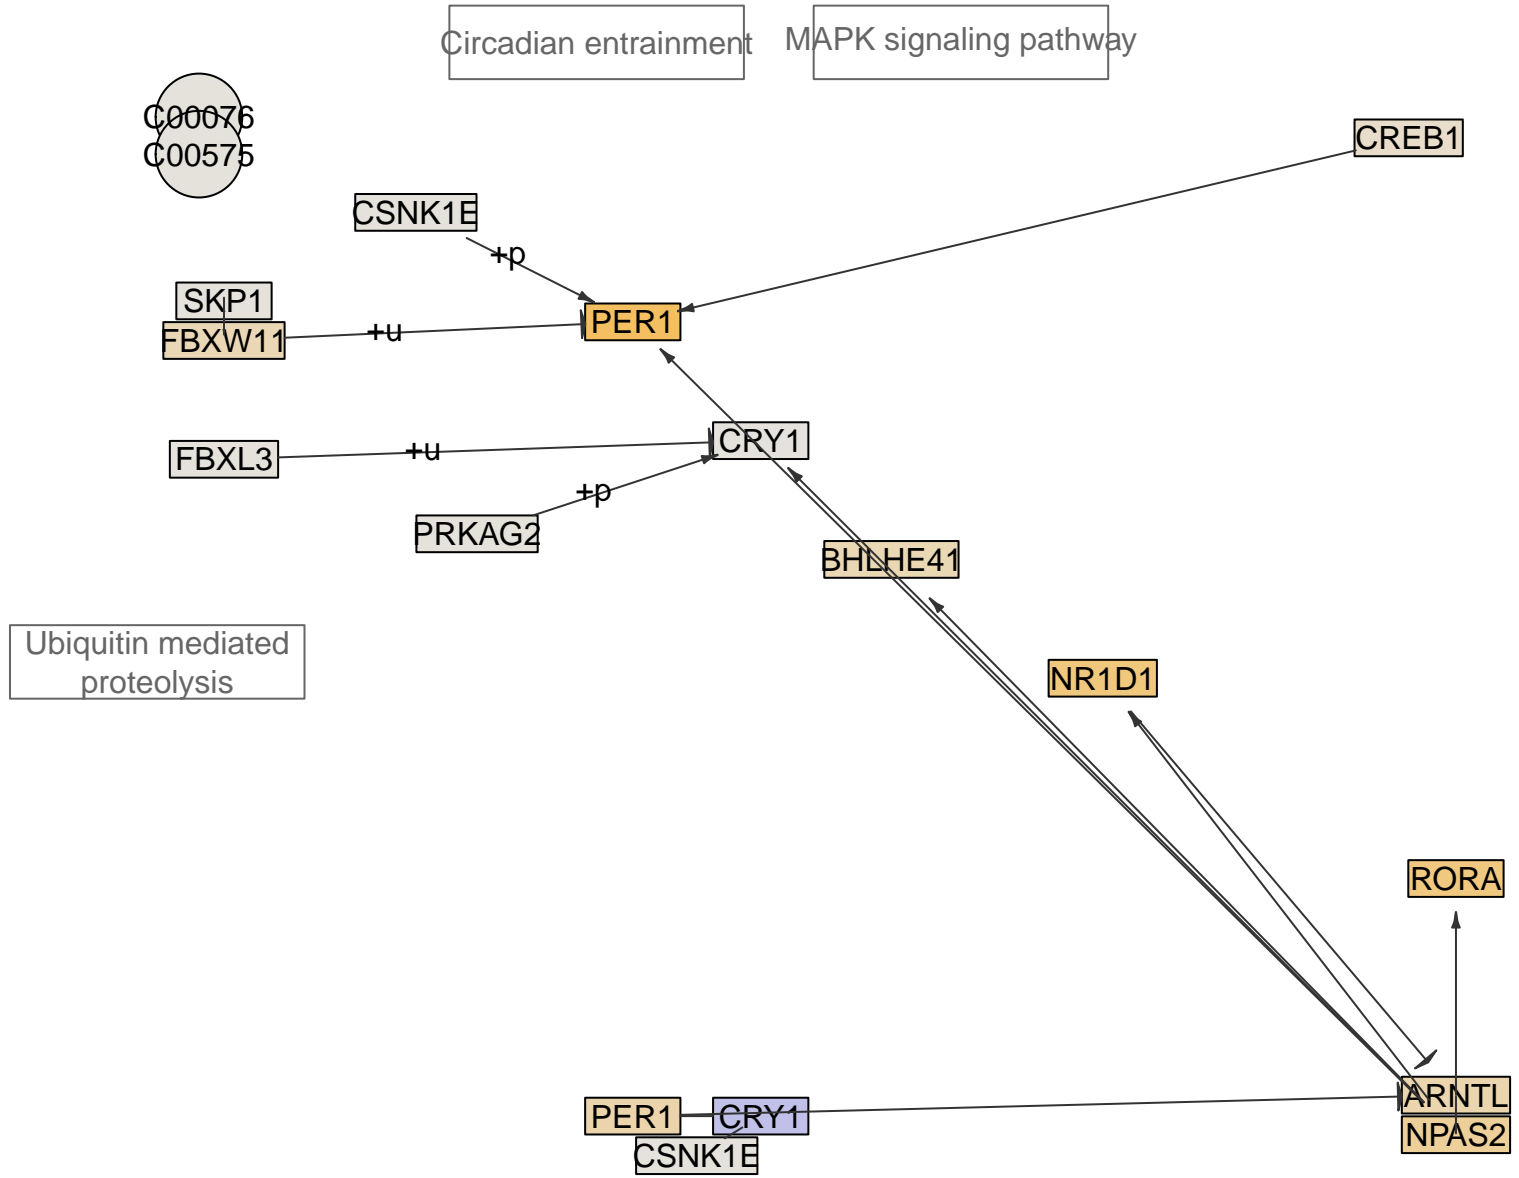 Circadian entrainment
MAPK signaling pathway
C00076
C00575
CREB1
CSNK1E
+p
SKP1
FBXW11
+u
PER1
FBXL3
+u
CRY1
PRKAG2
+p
BHLHE41
Ubiquitin mediated
proteolysis
NR1D1
RORA
ARNTL
NPAS2
PER1
CRY1
CSNK1E